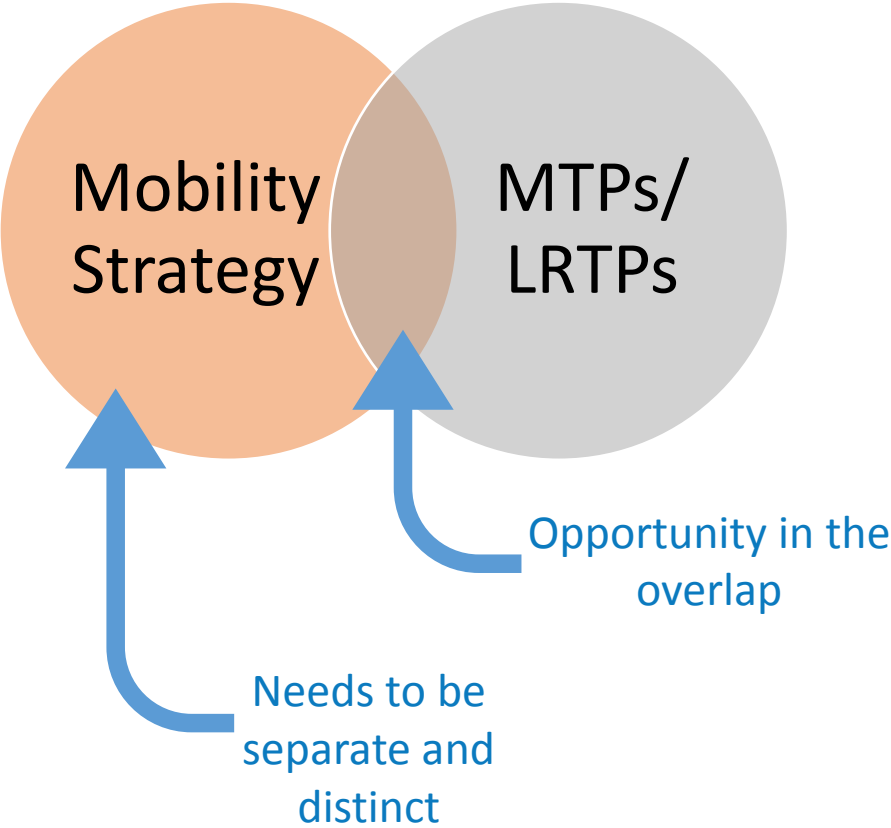 Mobility
Strategy
MTPs/
LRTPs
Opportunity in the
overlap
Needs to be
separate and
distinct